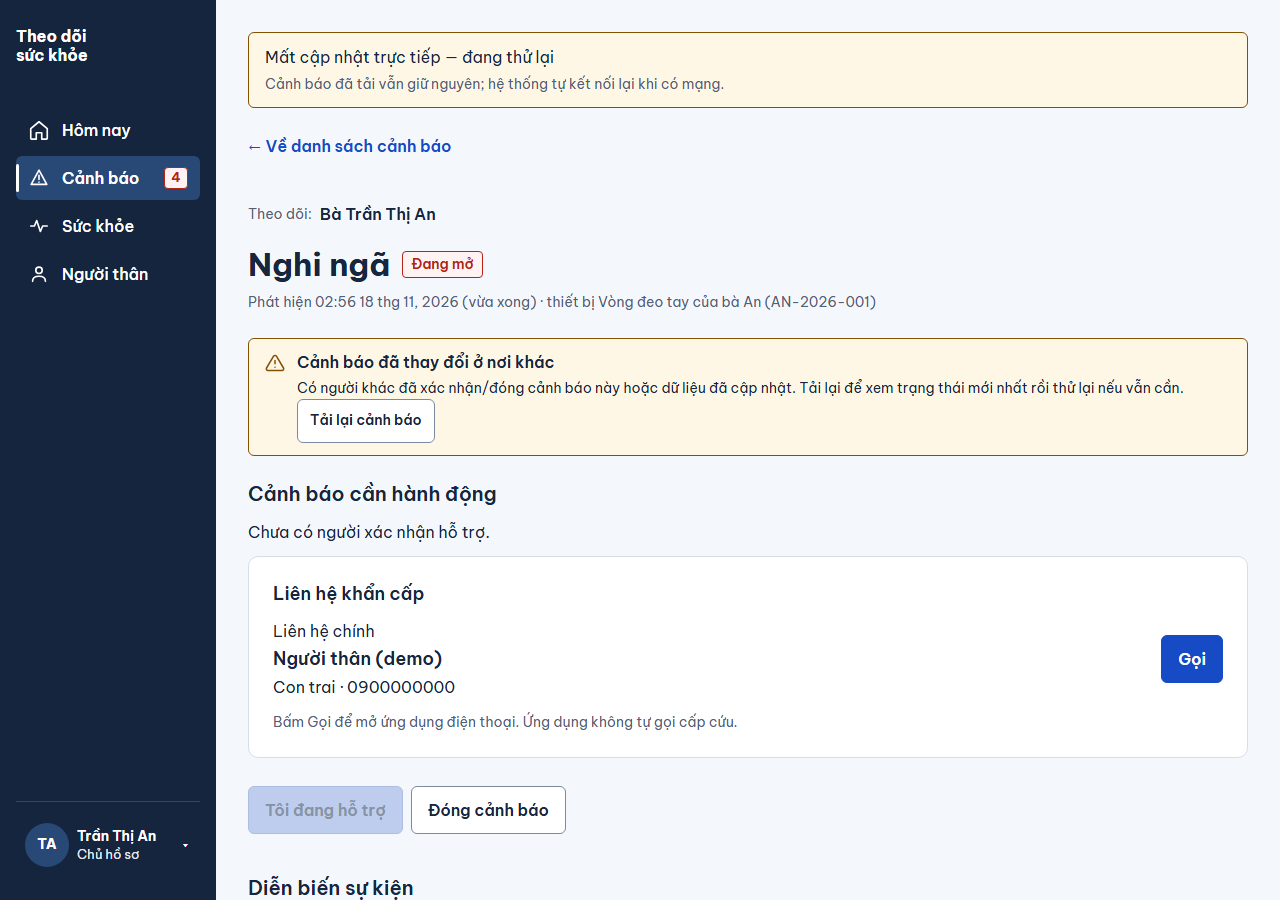 Theo dõi
sức khỏe
Hôm nay
Cảnh báo 4
Sức khỏe
Người thân
TA
Trần Thị An
Chủ hồ sơ
Mất cập nhật trực tiếp — đang thử lại
Cảnh báo đã tải vẫn giữ nguyên; hệ thống tự kết nối lại khi có mạng.
← Về danh sách cảnh báo
Theo dõi: Bà Trần Thị An
Nghi ngã Đang mở
Phát hiện 02:56 18 thg 11, 2026 (vừa xong) · thiết bị Vòng đeo tay của bà An (AN-2026-001)
Cảnh báo đã thay đổi ở nơi khác
Có người khác đã xác nhận/đóng cảnh báo này hoặc dữ liệu đã cập nhật. Tải lại để xem trạng thái mới nhất rồi thử lại nếu vẫn cần.
Tải lại cảnh báo
Cảnh báo cần hành động
Chưa có người xác nhận hỗ trợ.
Liên hệ khẩn cấp
Liên hệ chính
Người thân (demo)
Con trai · 0900000000
Gọi
Bấm Gọi để mở ứng dụng điện thoại. Ứng dụng không tự gọi cấp cứu.
Tôi đang hỗ trợ Đóng cảnh báo
Diễn biến sự kiện